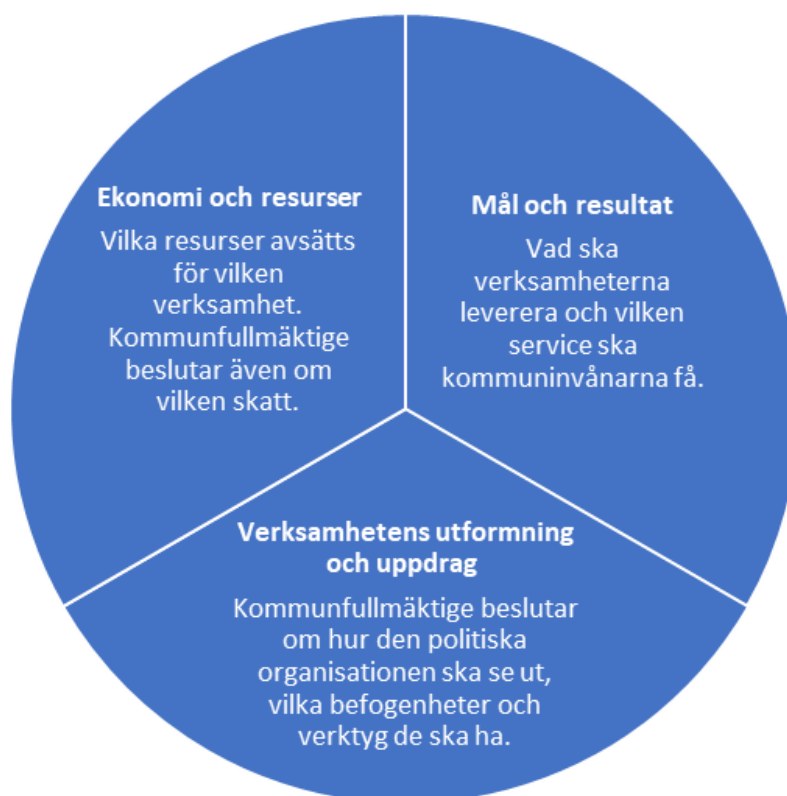 Ekonomi och resurser
Vilka resurser avsätts
för vilken
verksamhet.
Kommunfullmäktige
beslutar även om
vilken skatt.
Mål och resultat
Vad ska
verksamheterna
leverera och vilken
service ska
kommuninvånarna få.
Verksamhetens utformning
och uppdrag
Kommunfullmäktige beslutar
om hur den politiska
organisationen ska se ut,
vilka befogenheter och
verktyg de ska ha.